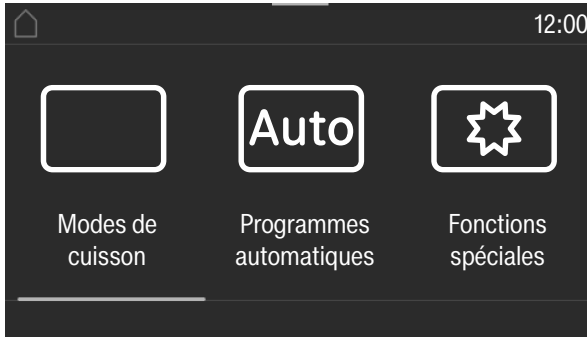 12:00
Auto
Modes de
cuisson
Programmes
automatiques
Fonctions
spéciales